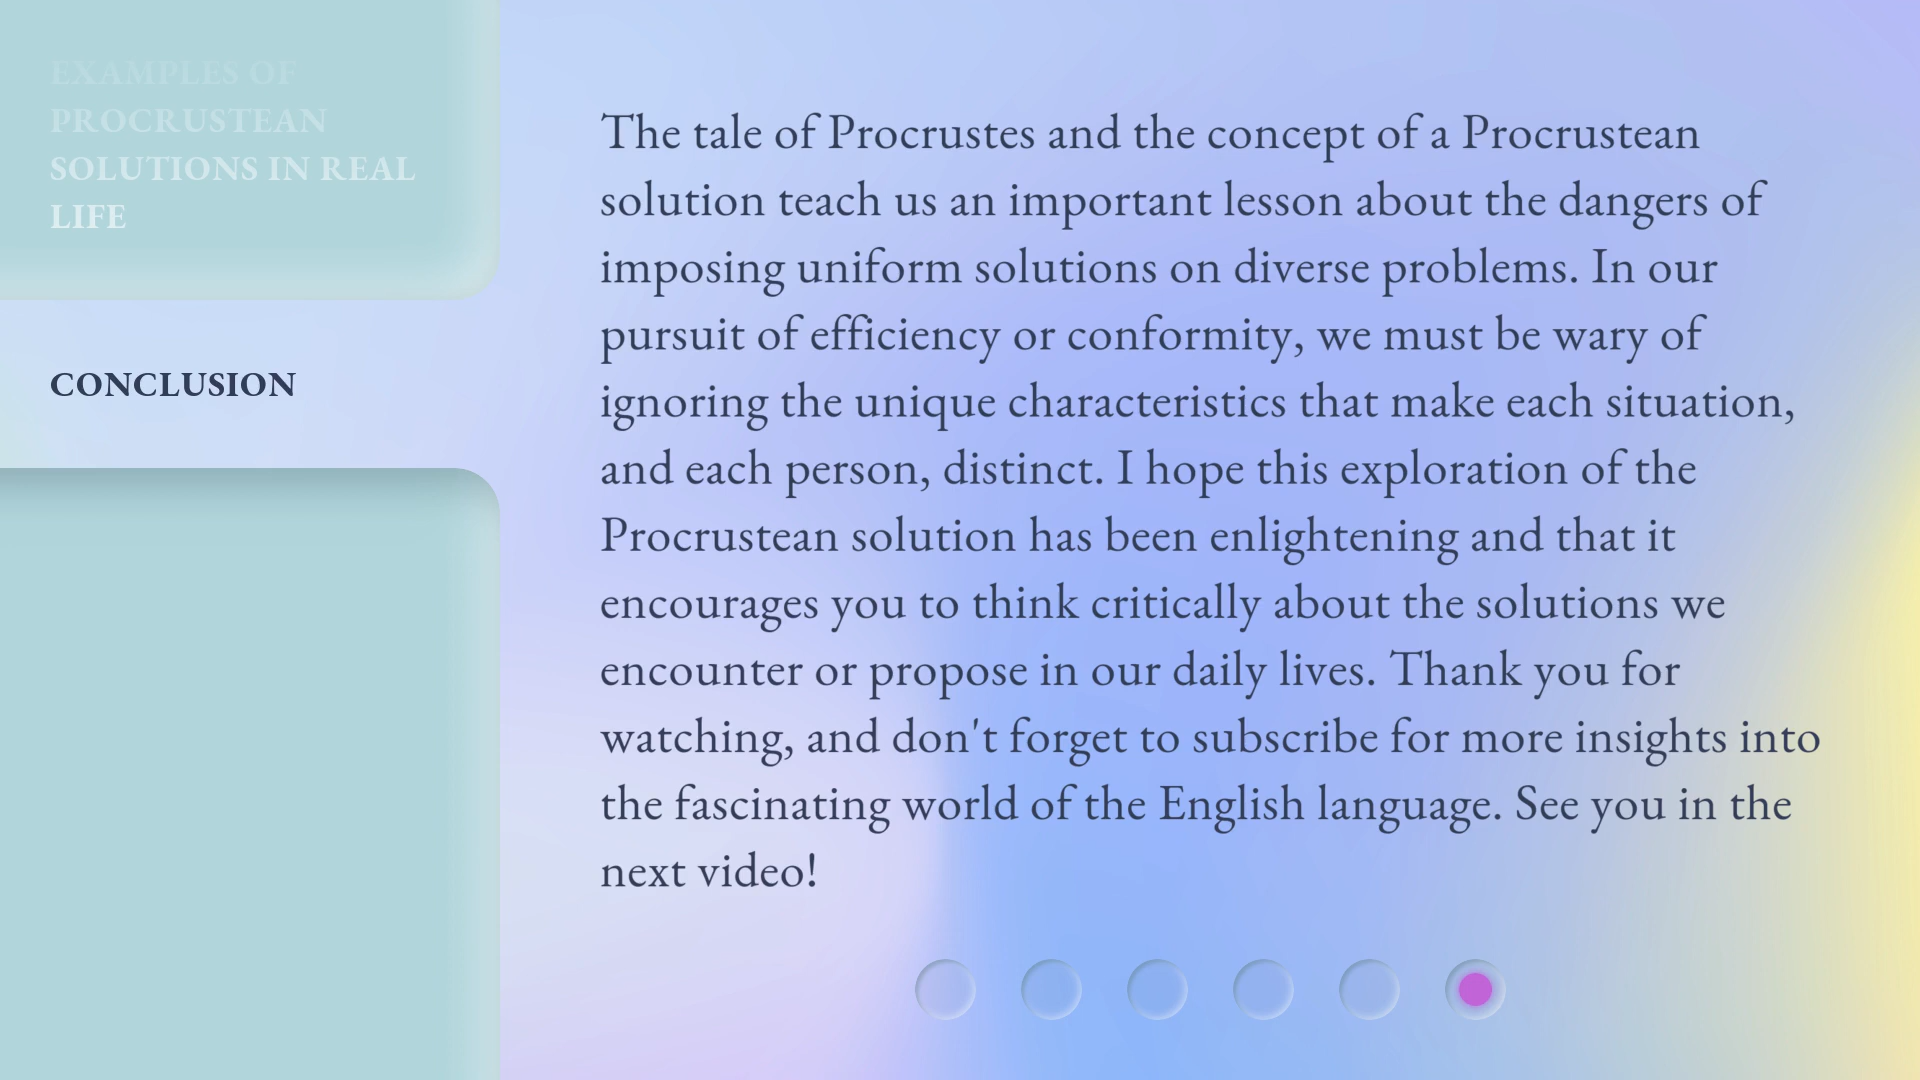 EXAMPLES OF
PROCRUSTEAN
SOLUTIONS IN REAL
LIFE
CONCLUSION
The tale of Procrustes and the concept of a Procrustean
solution teach us an important lesson about the dangers of
imposing uniform solutions on diverse problems. In our
pursuit of efficiency or conformity, we must be wary of
ignoring the unique characteristics that make each situation,
and each person, distinct. I hope this exploration of the
Procrustean solution has been enlightening and that it
encourages you to think critically about the solutions we
encounter or propose in our daily lives. Thank you for
watching, and don't forget to subscribe for more insights into
the fascinating world of the English language. See you in the
next video!